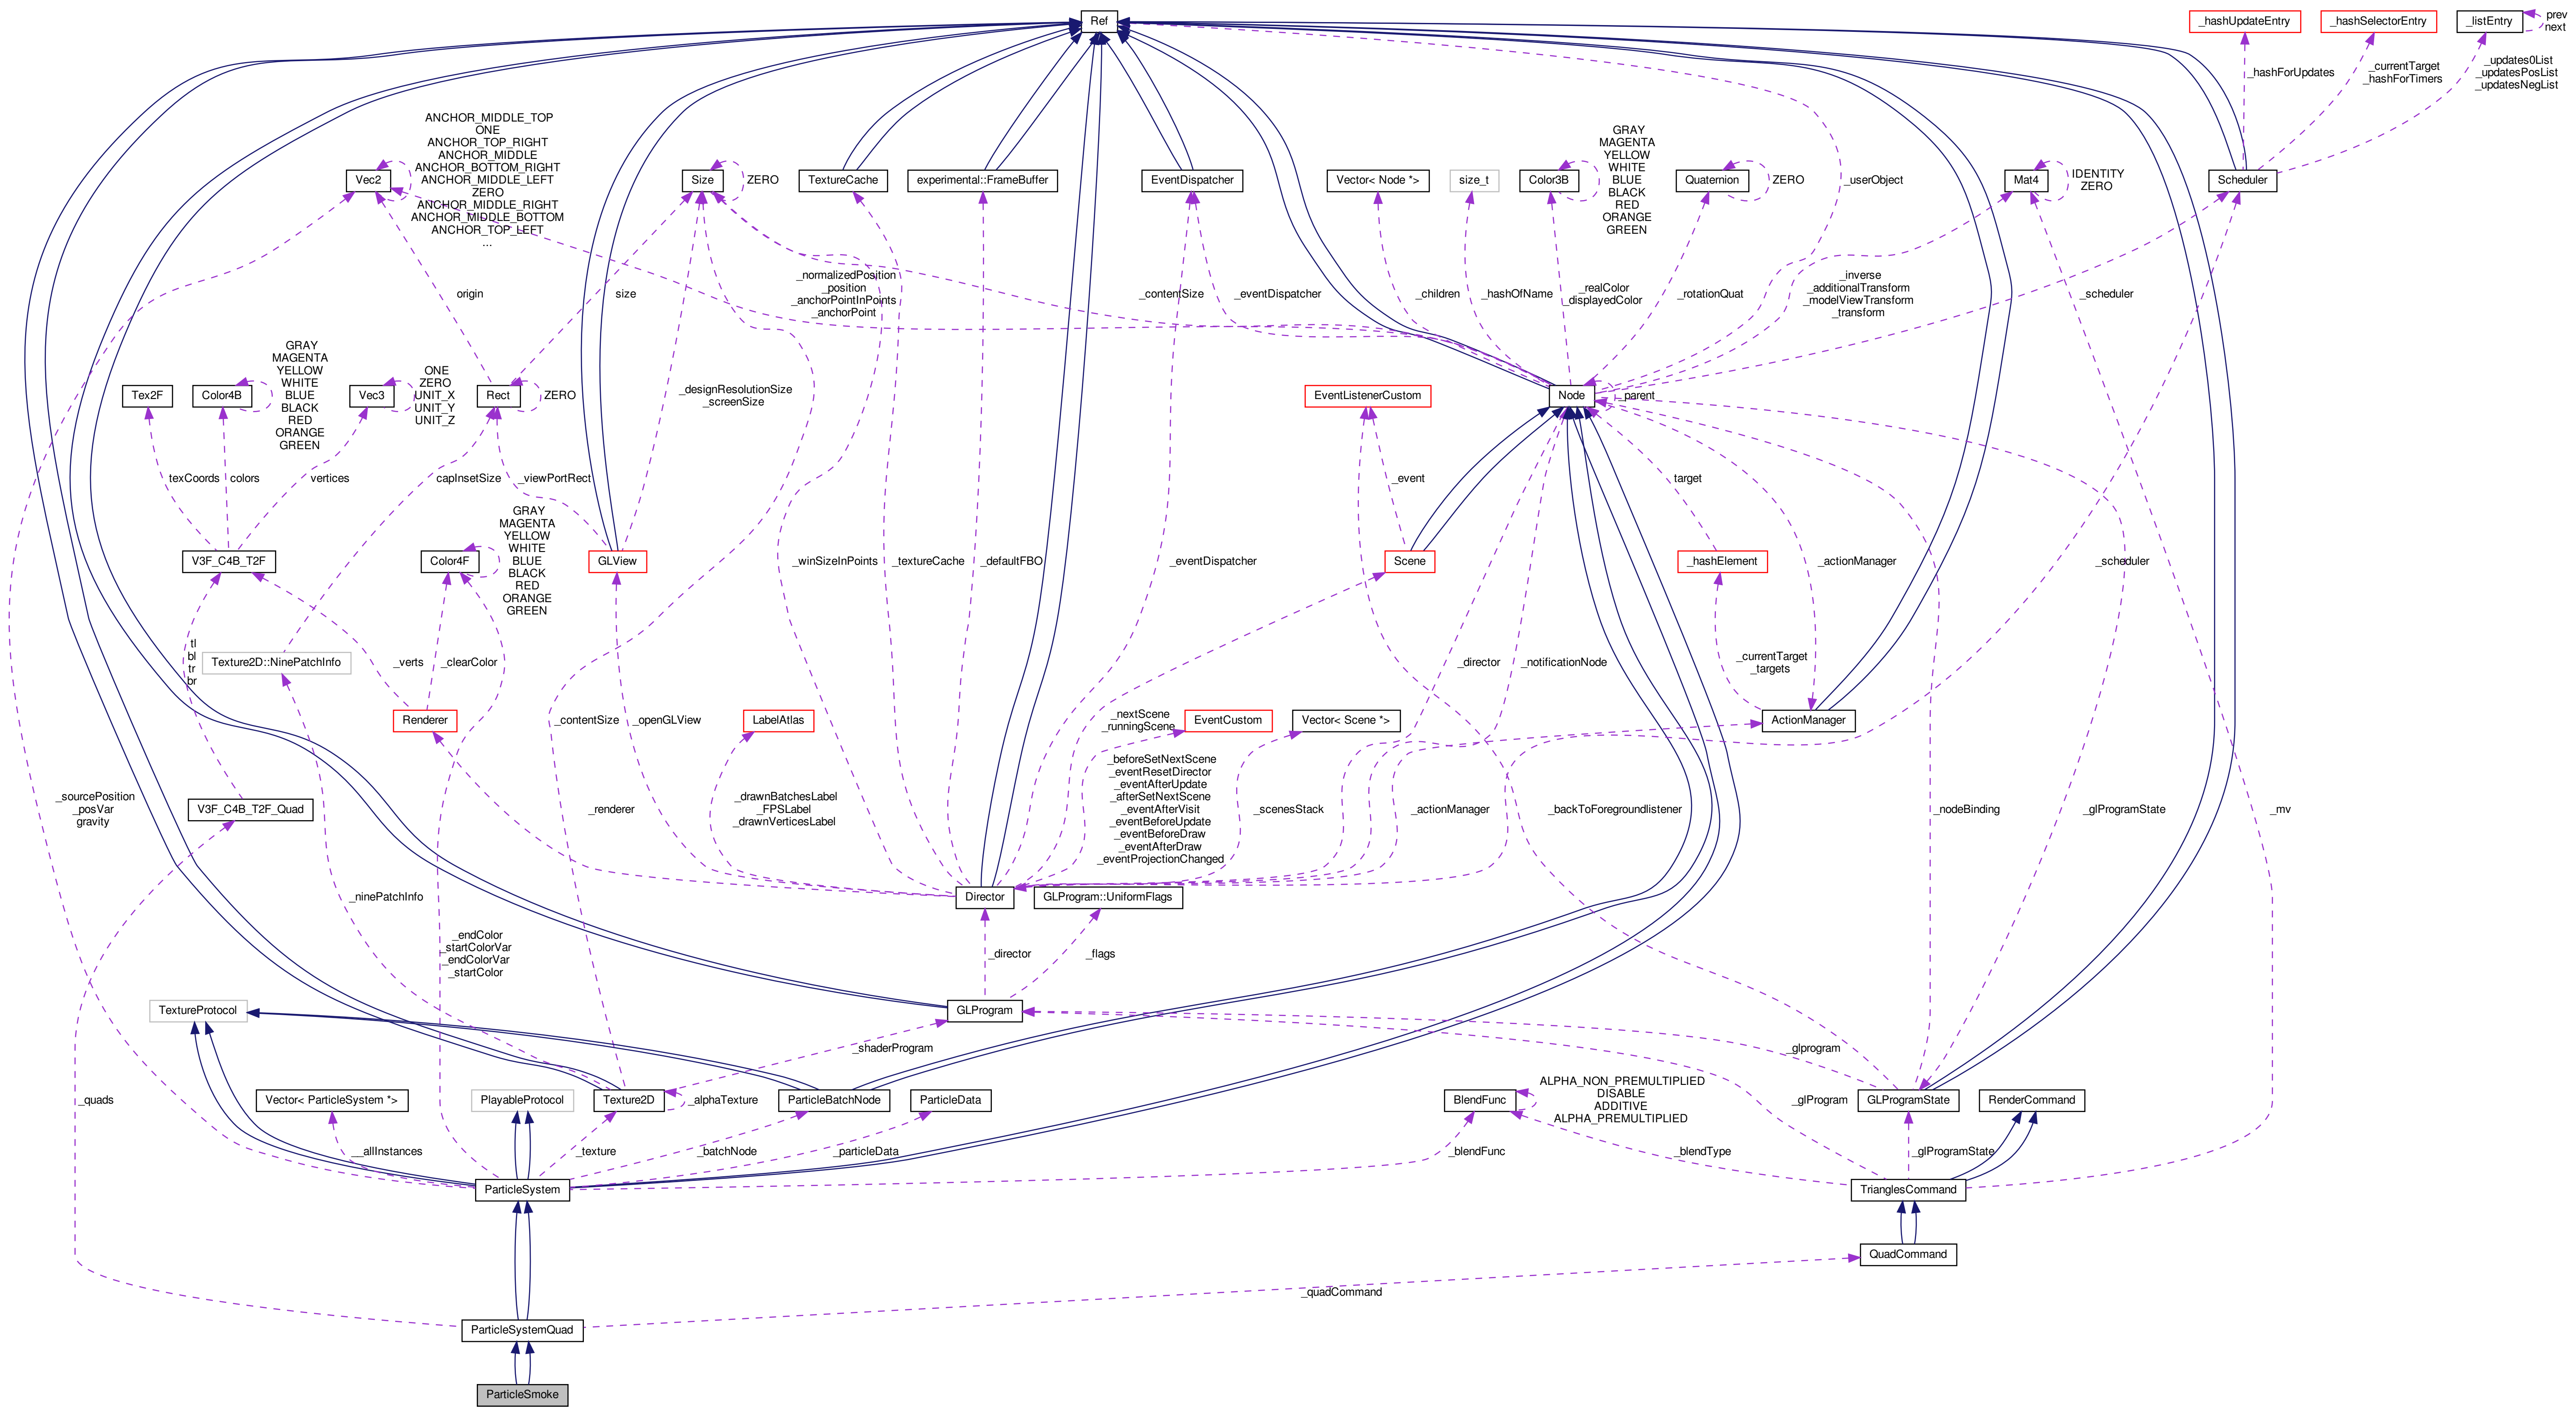 Ref
_hashUpdateEntry
_hashSelectorEntry
_listEntry
prev
next
_hashForUpdates
_currentTarget
_hashForTimers
_updates0List
_updatesPosList
_updatesNegList
ANCHOR_MIDDLE_TOP
ONE
ANCHOR_TOP_RIGHT
ANCHOR_MIDDLE
ANCHOR_BOTTOM_RIGHT
ANCHOR_MIDDLE_LEFT
ZERO
ANCHOR_MIDDLE_RIGHT
ANCHOR_MIDDLE_BOTTOM
ANCHOR_TOP_LEFT
...
Vec2
Size
ZERO
TextureCache
experimental::FrameBuffer
EventDispatcher
Vector< Node *>
size_t
Color3B
GRAY
MAGENTA
YELLOW
WHITE
BLUE
BLACK
RED
ORANGE
GREEN
Quaternion
ZERO
_userObject
Mat4
IDENTITY
ZERO
Scheduler
origin
size
_normalizedPosition
_position
_anchorPointInPoints
_anchorPoint
_contentSize
_eventDispatcher
_children
_hashOfName
_realColor
_displayedColor
_rotationQuat
_inverse
_additionalTransform
_modelViewTransform
_transform
_scheduler
Tex2F
Color4B
GRAY
MAGENTA
YELLOW
WHITE
BLUE
BLACK
RED
ORANGE
GREEN
Vec3
ONE
ZERO
UNIT_X
UNIT_Y
UNIT_Z
Rect
ZERO
_designResolutionSize
_screenSize
EventListenerCustom
Node
_parent
texCoords
colors
vertices
capInsetSize
_viewPortRect
_event
target
V3F_C4B_T2F
Color4F
GRAY
MAGENTA
YELLOW
WHITE
BLUE
BLACK
RED
ORANGE
GREEN
GLView
_winSizeInPoints
_textureCache
_defaultFBO
_eventDispatcher
Scene
_hashElement
_actionManager
_scheduler
tl
bl
tr
br
Texture2D::NinePatchInfo
_verts
_clearColor
_director
_notificationNode
_currentTarget
_targets
Renderer
_contentSize
_openGLView
LabelAtlas
_nextScene
_runningScene
EventCustom
Vector< Scene *>
ActionManager
_sourcePosition
_posVar
gravity
V3F_C4B_T2F_Quad
_renderer
_drawnBatchesLabel
_FPSLabel
_drawnVerticesLabel
_beforeSetNextScene
_eventResetDirector
_eventAfterUpdate
_afterSetNextScene
_eventAfterVisit
_eventBeforeUpdate
_eventBeforeDraw
_eventAfterDraw
_eventProjectionChanged
_scenesStack
_actionManager
_backToForegroundlistener
_nodeBinding
_glProgramState
_mv
_ninePatchInfo
Director
GLProgram::UniformFlags
_endColor
_startColorVar
_endColorVar
_startColor
_director
_flags
TextureProtocol
GLProgram
_shaderProgram
_glprogram
_quads
Vector< ParticleSystem *>
PlayableProtocol
Texture2D
_alphaTexture
ParticleBatchNode
ParticleData
BlendFunc
ALPHA_NON_PREMULTIPLIED
DISABLE
ADDITIVE
ALPHA_PREMULTIPLIED
_glProgram
GLProgramState
RenderCommand
__allInstances
_texture
_batchNode
_particleData
_blendFunc
_blendType
_glProgramState
ParticleSystem
TrianglesCommand
QuadCommand
_quadCommand
ParticleSystemQuad
ParticleSmoke